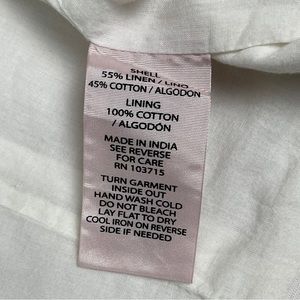 SHELL
55% LINEN / LINO
45% COTTON / ALGODON
LINING
100% COTTON
/ ALGODÓN
MADE IN INDIA
SEE REVERSE
FOR CARE
RN 103715
TURN GARMENT
INSIDE OUT
HAND WASH COLD
DO NOT BLEACH
LAY FLAT TO DRY
COOL IRON ON REVERSE
SIDE IF NEEDED